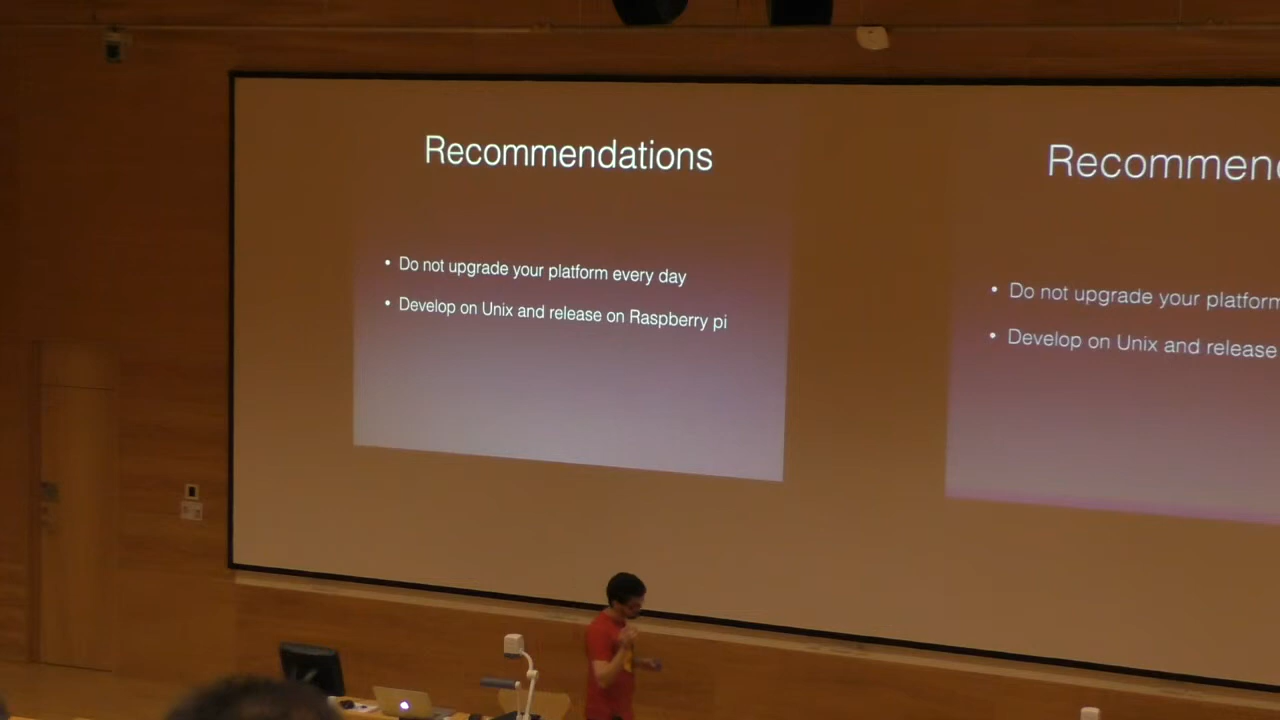 Recommendations
• Do not upgrade your platform every day
• Develop on Unix and release on Raspberry pi
Recommen
• Do not upgrade your platform
• Develop on Unix and release